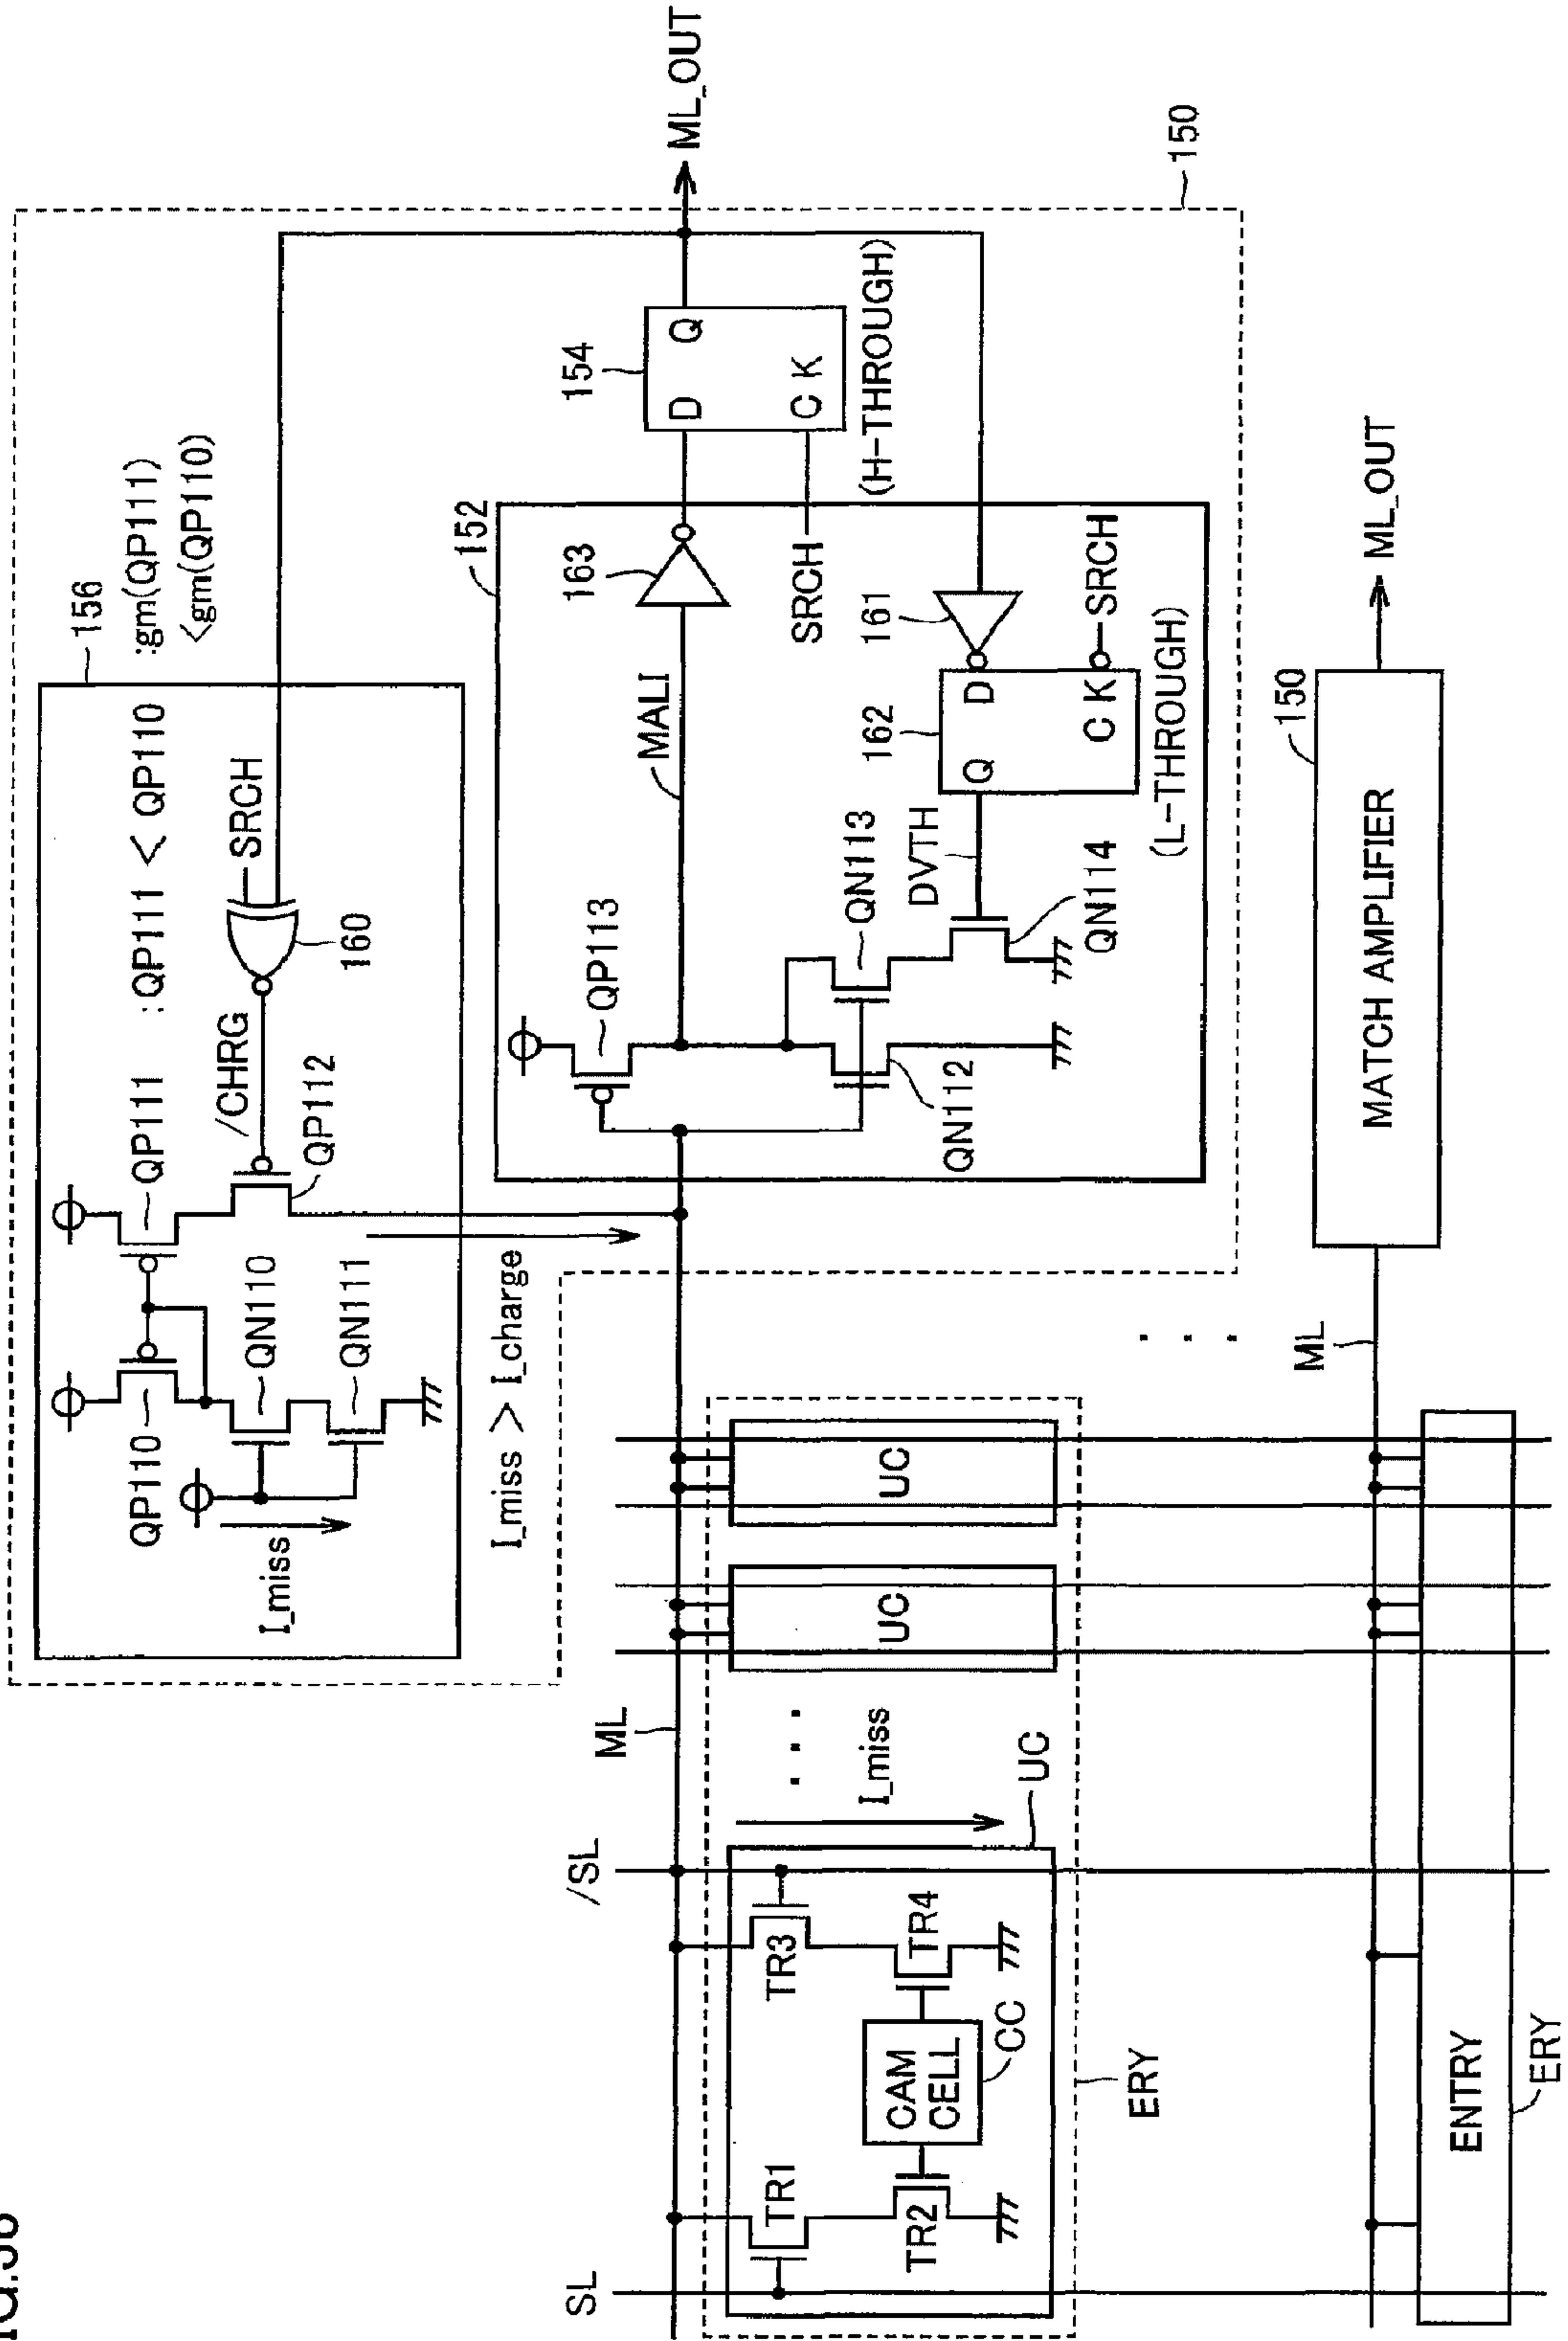 156
:gm(QP111)
<gm(QP110)
QP111
:QP111 < QP110
/CHRG
SRCH
160
QP112
QP110
QN110
QN111
I_miss
I_miss > I_charge
152
QP113
MALI
163
154
D
Q
C K
SRCH
(H-THROUGH)
ML_OUT
150
QN113
DVTH
QN112
QN114
162
161
Q
D
C K
SRCH
(L-THROUGH)
SL
/SL
ML
TR1
TR2
CAM
CELL
CC
TR3
TR4
UC
I_miss
UC
UC
ERY
ML
150
MATCH AMPLIFIER
ML_OUT
ENTRY
ERY